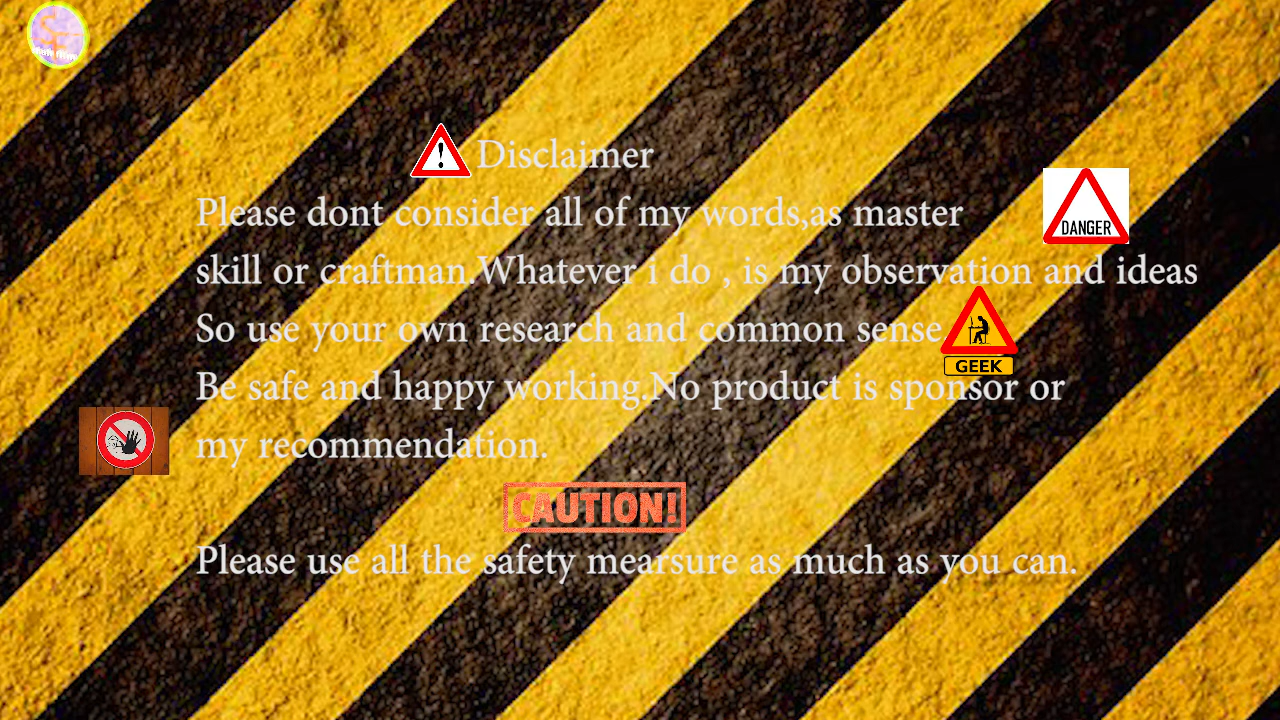 Disclaimer
Please dont consider all of my words,as master
DANGER
skill or craftman.Whatever i do , is my observation and ideas
So use your own research and common sense
GEEK
Be safe and happy working.No product is sponsor or
my recommendation.
CAUTION!
Please use all the safety mearsure as much as you can.